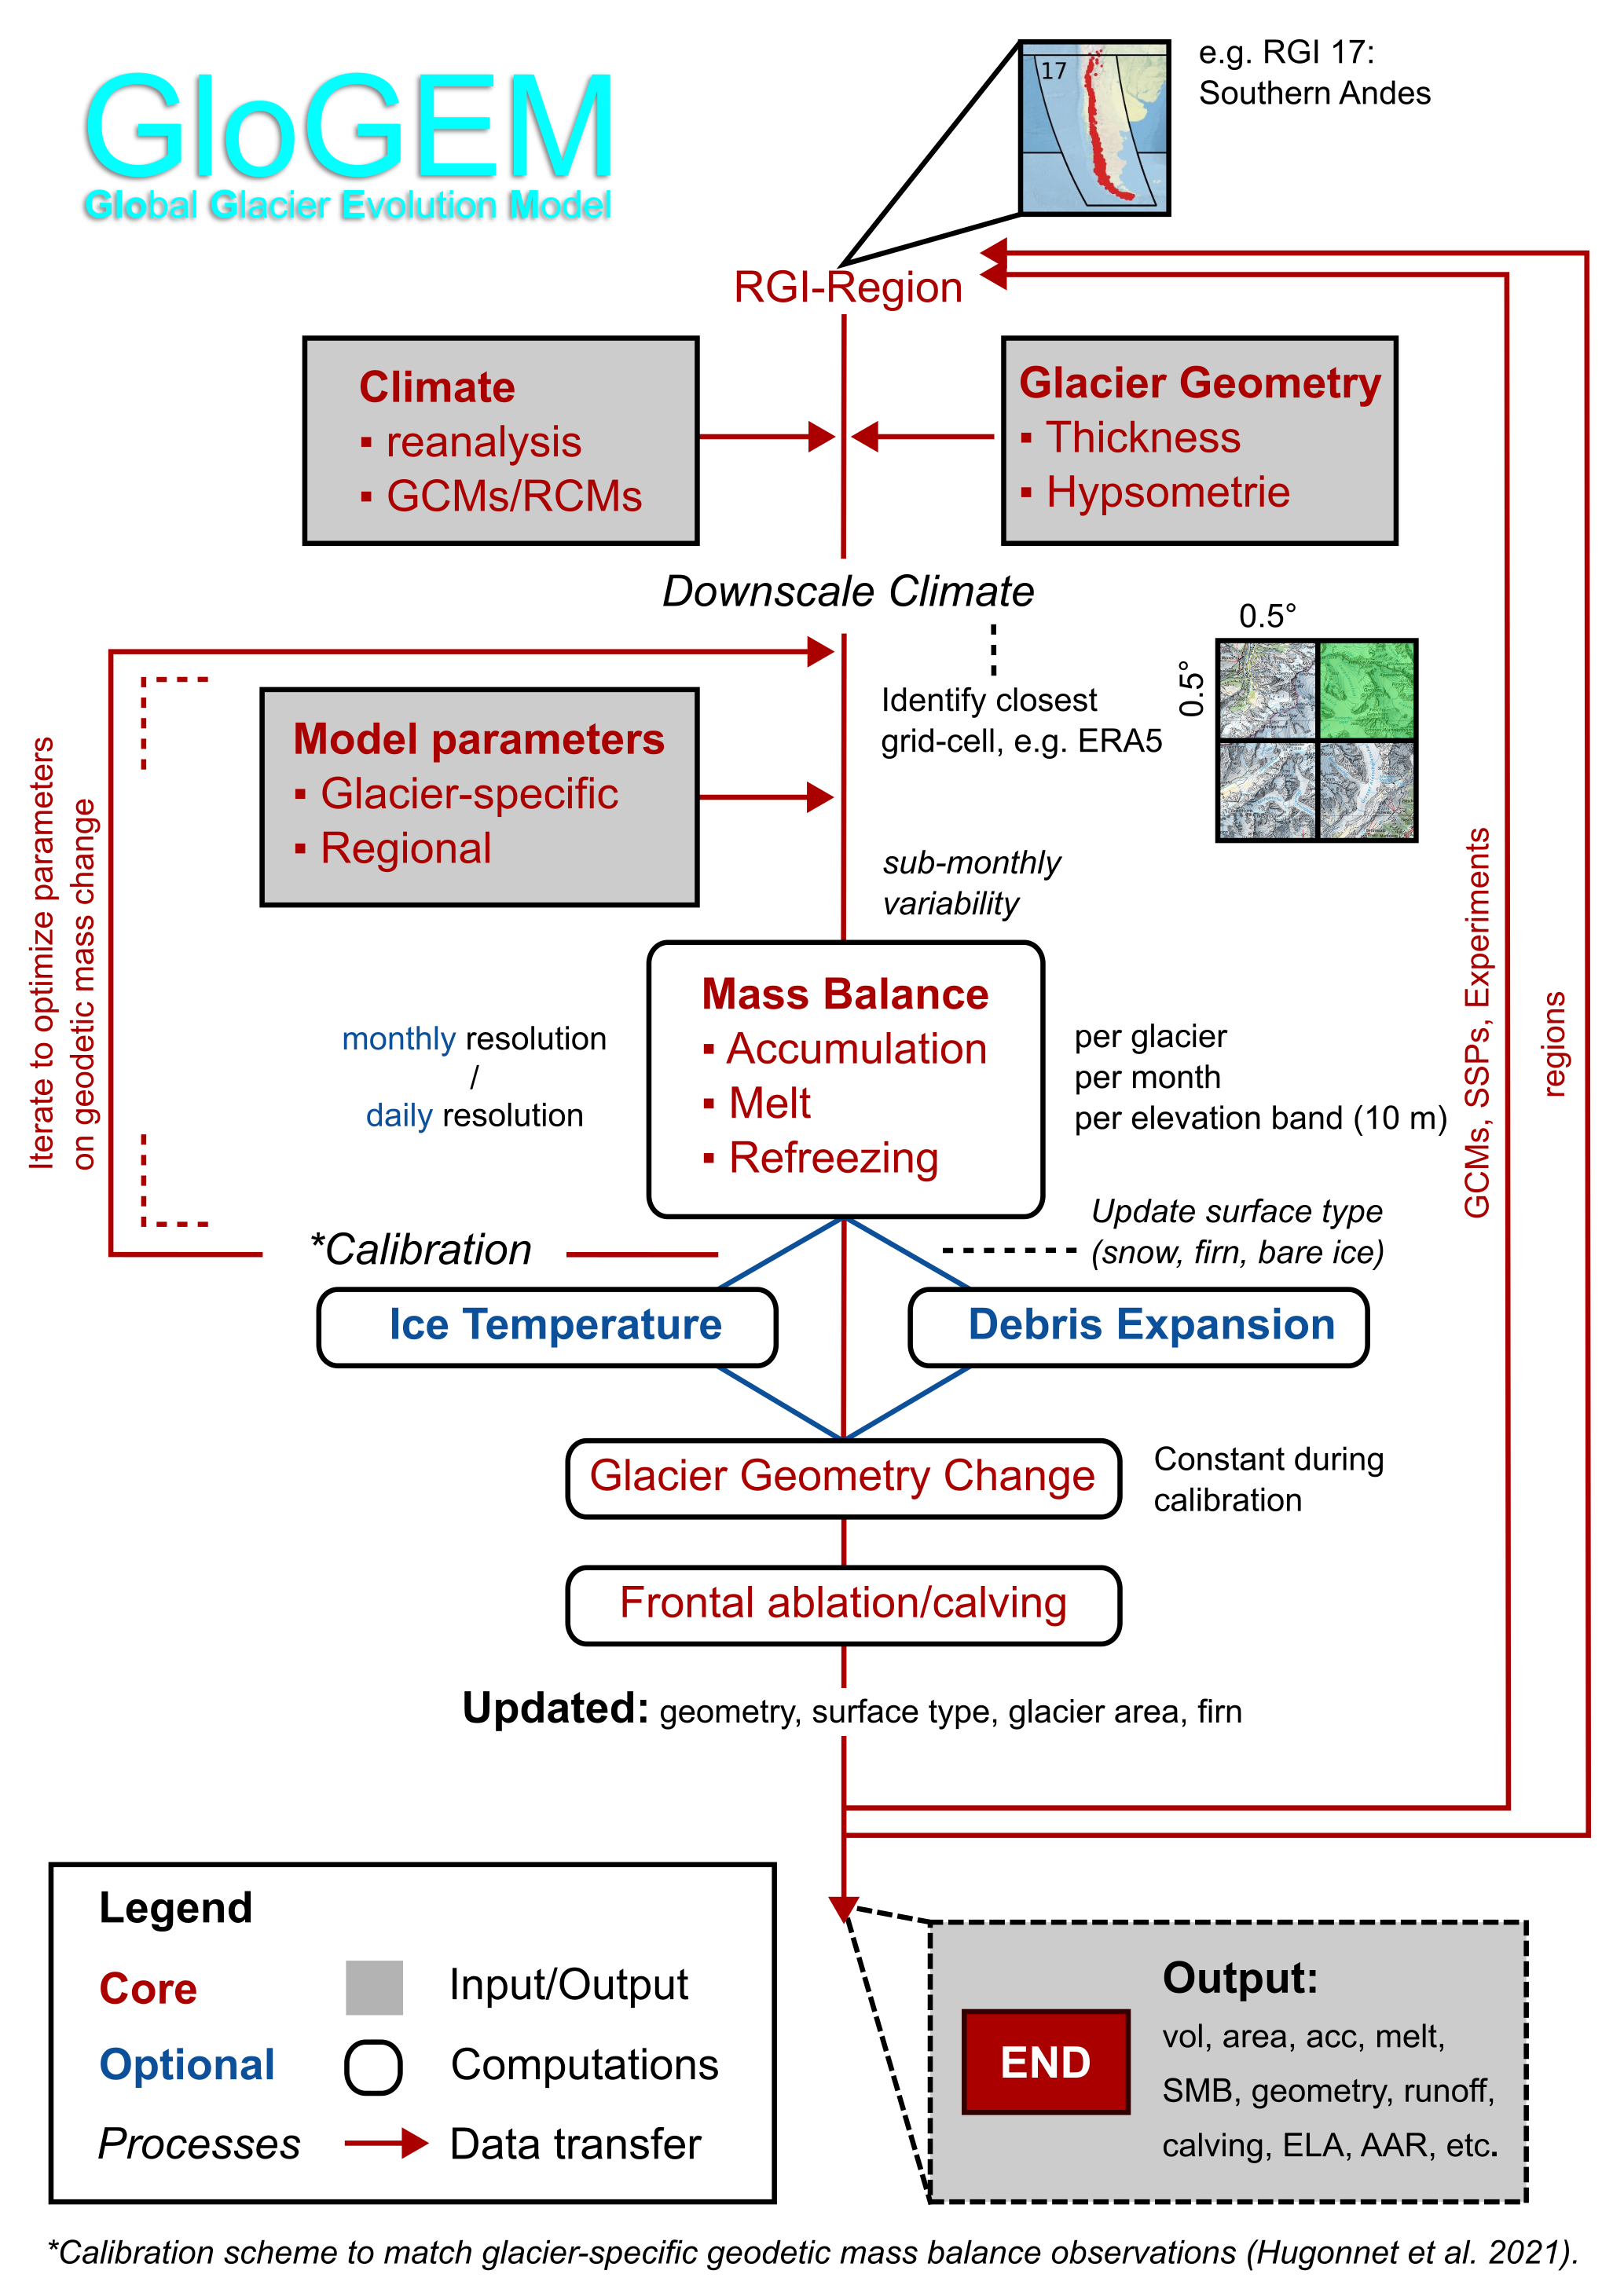 GloGEM
Global Glacier Evolution Model
17
e.g. RGI 17:
Southern Andes
RGI-Region
Climate
▪ reanalysis
▪ GCMs/RCMs
Glacier Geometry
▪ Thickness
▪ Hypsometrie
Downscale Climate
Identify closest
grid-cell, e.g. ERA5
0.5°
0.5°
Model parameters
▪ Glacier-specific
▪ Regional
sub-monthly
variability
Iterate to optimize parameters
on geodetic mass change
monthly resolution
/
daily resolution
Mass Balance
▪ Accumulation
▪ Melt
▪ Refreezing
per glacier
per month
per elevation band (10 m)
GCMs, SSPs, Experiments
regions
*Calibration
Update surface type
(snow, firn, bare ice)
Ice Temperature
Debris Expansion
Glacier Geometry Change
Constant during
calibration
Frontal ablation/calving
Updated: geometry, surface type, glacier area, firn
Legend
Core
Input/Output
Optional
Computations
Processes
Data transfer
END
Output:
vol, area, acc, melt,
SMB, geometry, runoff,
calving, ELA, AAR, etc.
*Calibration scheme to match glacier-specific geodetic mass balance observations (Hugonnet et al. 2021).